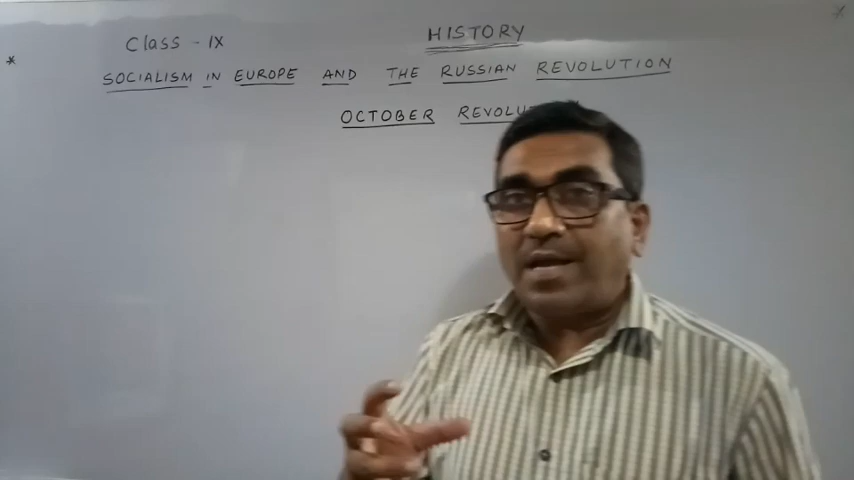 Class - IX
HISTORY
*
SOCIALISM IN EUROPE AND THE RUSSIAN REVOLUTION
OCTOBER